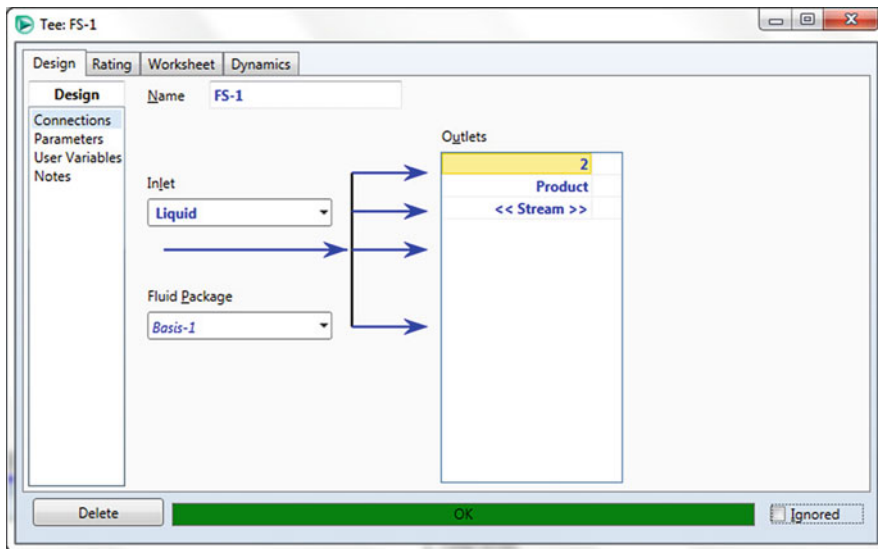 Tee: FS-1
Design Rating Worksheet Dynamics
Design
Connections
Parameters
User Variables
Notes
Name FS-1
Inlet
Liquid
Fluid Package
Basis-1
Outlets
2
Product
<< Stream >>
Delete
OK
Ignored